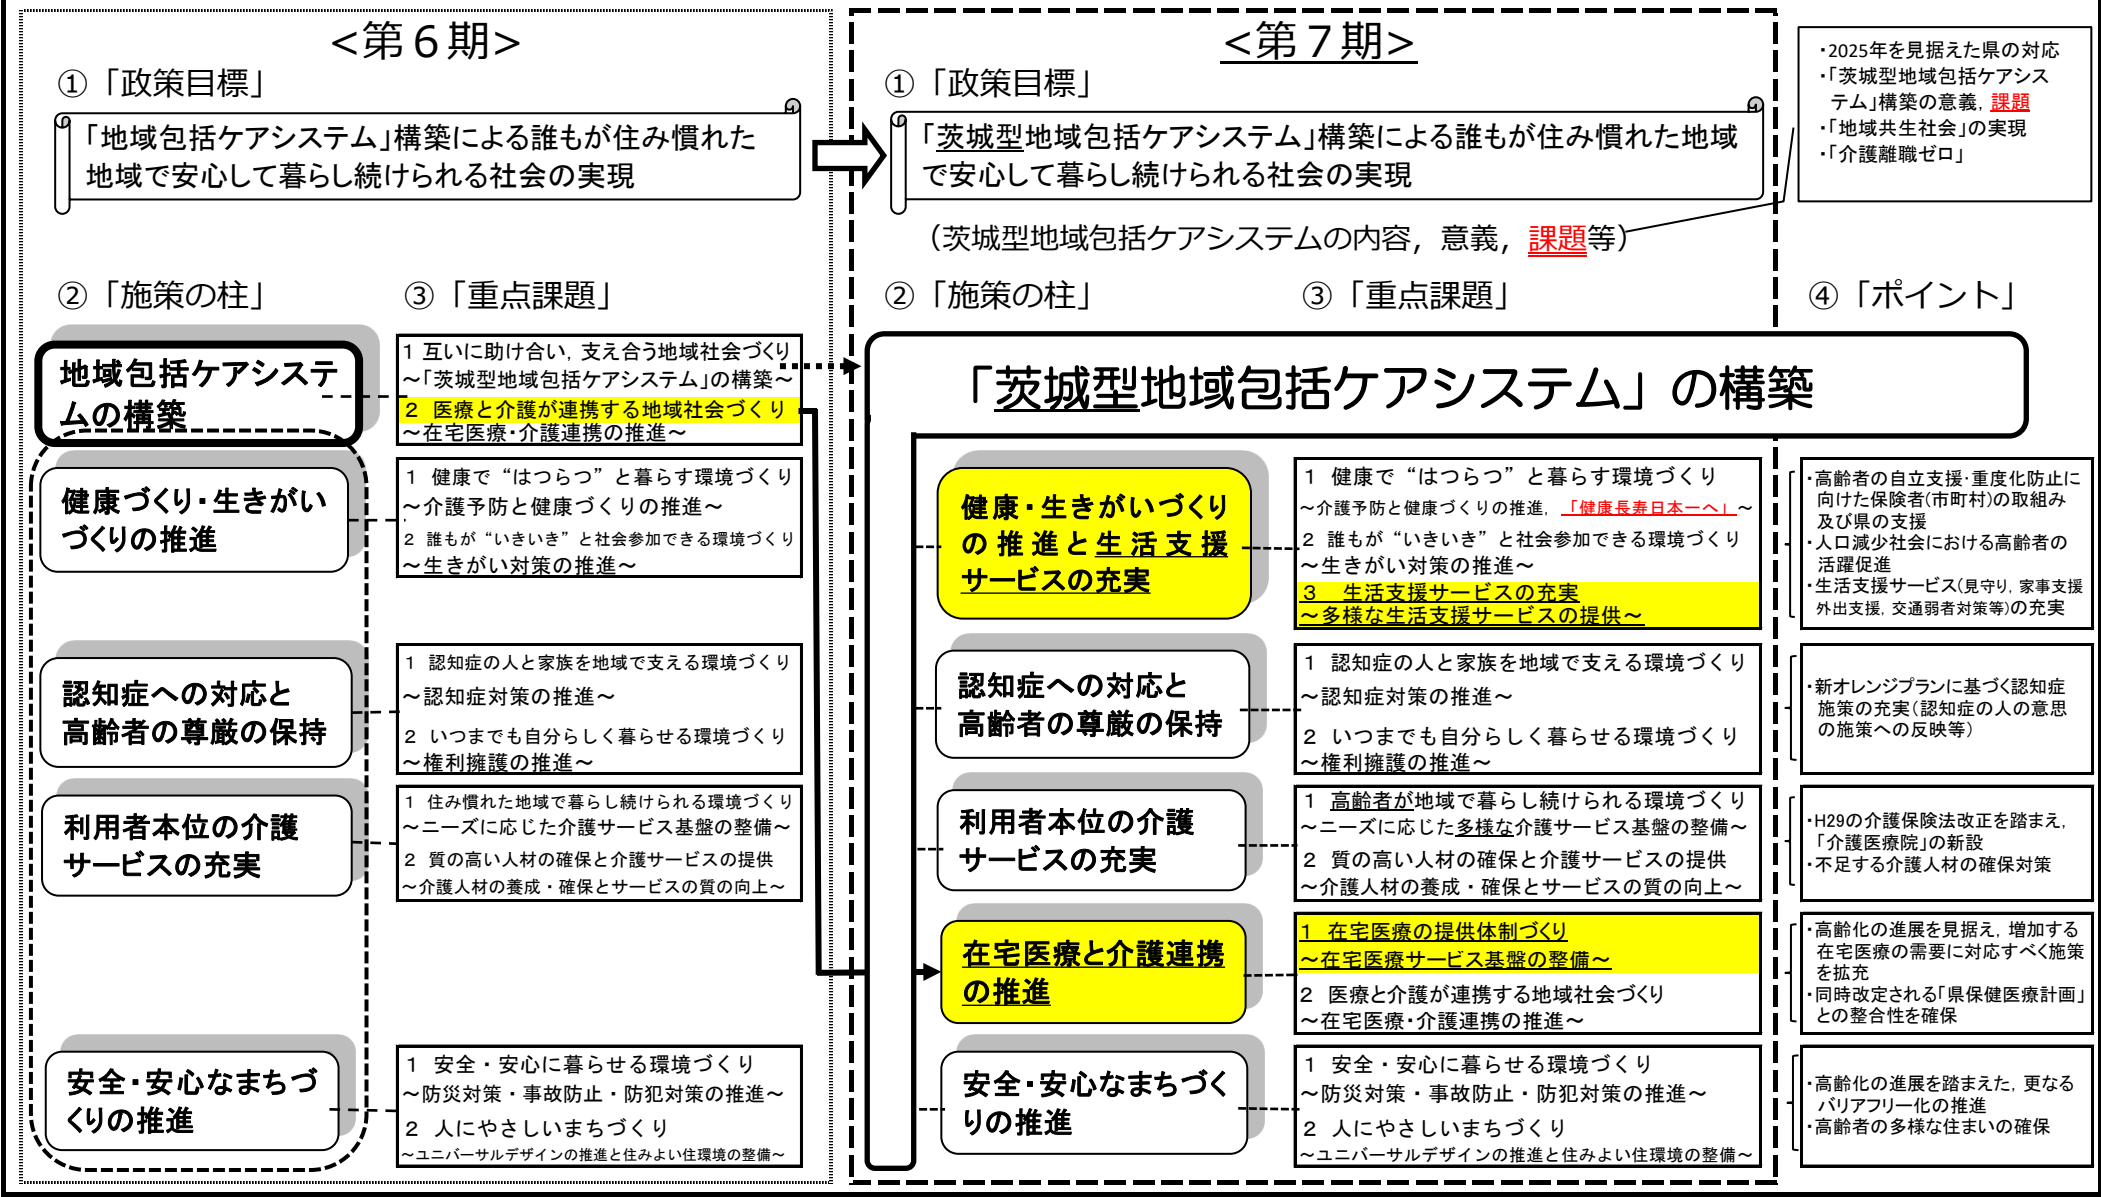 <第６期>
①「政策目標」
「地域包括ケアシステム」構築による誰もが住み慣れた
地域で安心して暮らし続けられる社会の実現
②「施策の柱」
③「重点課題」
地域包括ケアシステ
ムの構築
1 互いに助け合い，支え合う地域社会づくり
～「茨城型地域包括ケアシステム」の構築～
２ 医療と介護が連携する地域社会づくり
～在宅医療・介護連携の推進～
健康づくり・生きがい
づくりの推進
１ 健康で“はつらつ”と暮らす環境づくり
～介護予防と健康づくりの推進～
２ 誰もが“いきいき”と社会参加できる環境づくり
～生きがい対策の推進～
認知症への対応と
高齢者の尊厳の保持
１ 認知症の人と家族を地域で支える環境づくり
～認知症対策の推進～
２ いつまでも自分らしく暮らせる環境づくり
～権利擁護の推進～
利用者本位の介護
サービスの充実
１ 住み慣れた地域で暮らし続けられる環境づくり
～ニーズに応じた介護サービス基盤の整備～
２ 質の高い人材の確保と介護サービスの提供
～介護人材の養成・確保とサービスの質の向上～
安全・安心なまちづ
くりの推進
１ 安全・安心に暮らせる環境づくり
～防災対策・事故防止・防犯対策の推進～
２ 人にやさしいまちづくり
～ユニバーサルデザインの推進と住みよい住環境の整備～
<第７期>
①「政策目標」
「茨城型地域包括ケアシステム」構築による誰もが住み慣れた地域
で安心して暮らし続けられる社会の実現
（茨城型地域包括ケアシステムの内容，意義，課題等）
・2025年を見据えた県の対応
・「茨城型地域包括ケアシス
テム」構築の意義，課題
・「地域共生社会」の実現
・「介護離職ゼロ」
②「施策の柱」
③「重点課題」
④「ポイント」
「茨城型地域包括ケアシステム」の構築
健康・生きがいづくり
の推進と生活支援
サービスの充実
１ 健康で“はつらつ”と暮らす環境づくり
～介護予防と健康づくりの推進，「健康長寿日本一へ」～
２ 誰もが“いきいき”と社会参加できる環境づくり
～生きがい対策の推進～
３ 生活支援サービスの充実
～多様な生活支援サービスの提供～
・高齢者の自立支援・重度化防止に
向けた保険者(市町村)の取組み
及び県の支援
・人口減少社会における高齢者の
活躍促進
・生活支援サービス(見守り，家事支援
外出支援，交通弱者対策等)の充実
認知症への対応と
高齢者の尊厳の保持
１ 認知症の人と家族を地域で支える環境づくり
～認知症対策の推進～
２ いつまでも自分らしく暮らせる環境づくり
～権利擁護の推進～
・新オレンジプランに基づく認知症
施策の充実（認知症の人の意思
の施策への反映等）
利用者本位の介護
サービスの充実
１ 高齢者が地域で暮らし続けられる環境づくり
～ニーズに応じた多様な介護サービス基盤の整備～
２ 質の高い人材の確保と介護サービスの提供
～介護人材の養成・確保とサービスの質の向上～
・H29の介護保険法改正を踏まえ，
「介護医療院」の新設
・不足する介護人材の確保対策
在宅医療と介護連携
の推進
１ 在宅医療の提供体制づくり
～在宅医療サービス基盤の整備～
２ 医療と介護が連携する地域社会づくり
～在宅医療・介護連携の推進～
・高齢化の進展を見据え，増加する
在宅医療の需要に対応すべく施策
を拡充
・同時改定される「県保健医療計画」
との整合性を確保
安全・安心なまちづく
りの推進
１ 安全・安心に暮らせる環境づくり
～防災対策・事故防止・防犯対策の推進～
２ 人にやさしいまちづくり
～ユニバーサルデザインの推進と住みよい住環境の整備～
・高齢化の進展を踏まえた，更なる
バリアフリー化の推進
・高齢者の多様な住まいの確保